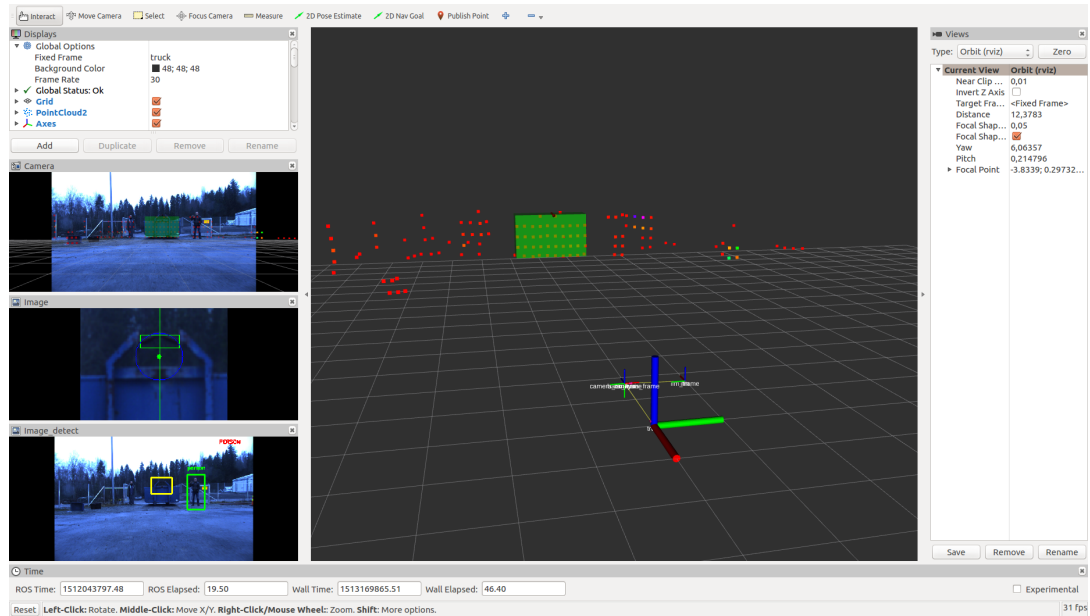 Interact Move Camera Select Focus Camera Measure 2D Pose Estimate 2D Nav Goal Publish Point
Displays
Global Options
Fixed Frame truck
Background Color 48; 48; 48
Frame Rate 30
Global Status: Ok
Grid
PointCloud2
Axes
Add Duplicate Remove Rename
Camera
Image
Image_detect
PERSON
person
camera frame
frame
Views
Type: Orbit (rviz) Zero
Current View Orbit (rviz)
Near Clip ... 0,01
Invert Z Axis
Target Fra... <Fixed Frame>
Distance 12,3783
Focal Shap... 0,05
Focal Shap...
Yaw 6,06357
Pitch 0,214796
Focal Point -3.8339; 0.29732...
Save Remove Rename
Time
ROS Time: 1512043797.48 ROS Elapsed: 19.50 Wall Time: 1513169865.51 Wall Elapsed: 46.40 Experimental
Reset Left-Click: Rotate. Middle-Click: Move X/Y. Right-Click/Mouse Wheel:: Zoom. Shift: More options. 31 fps